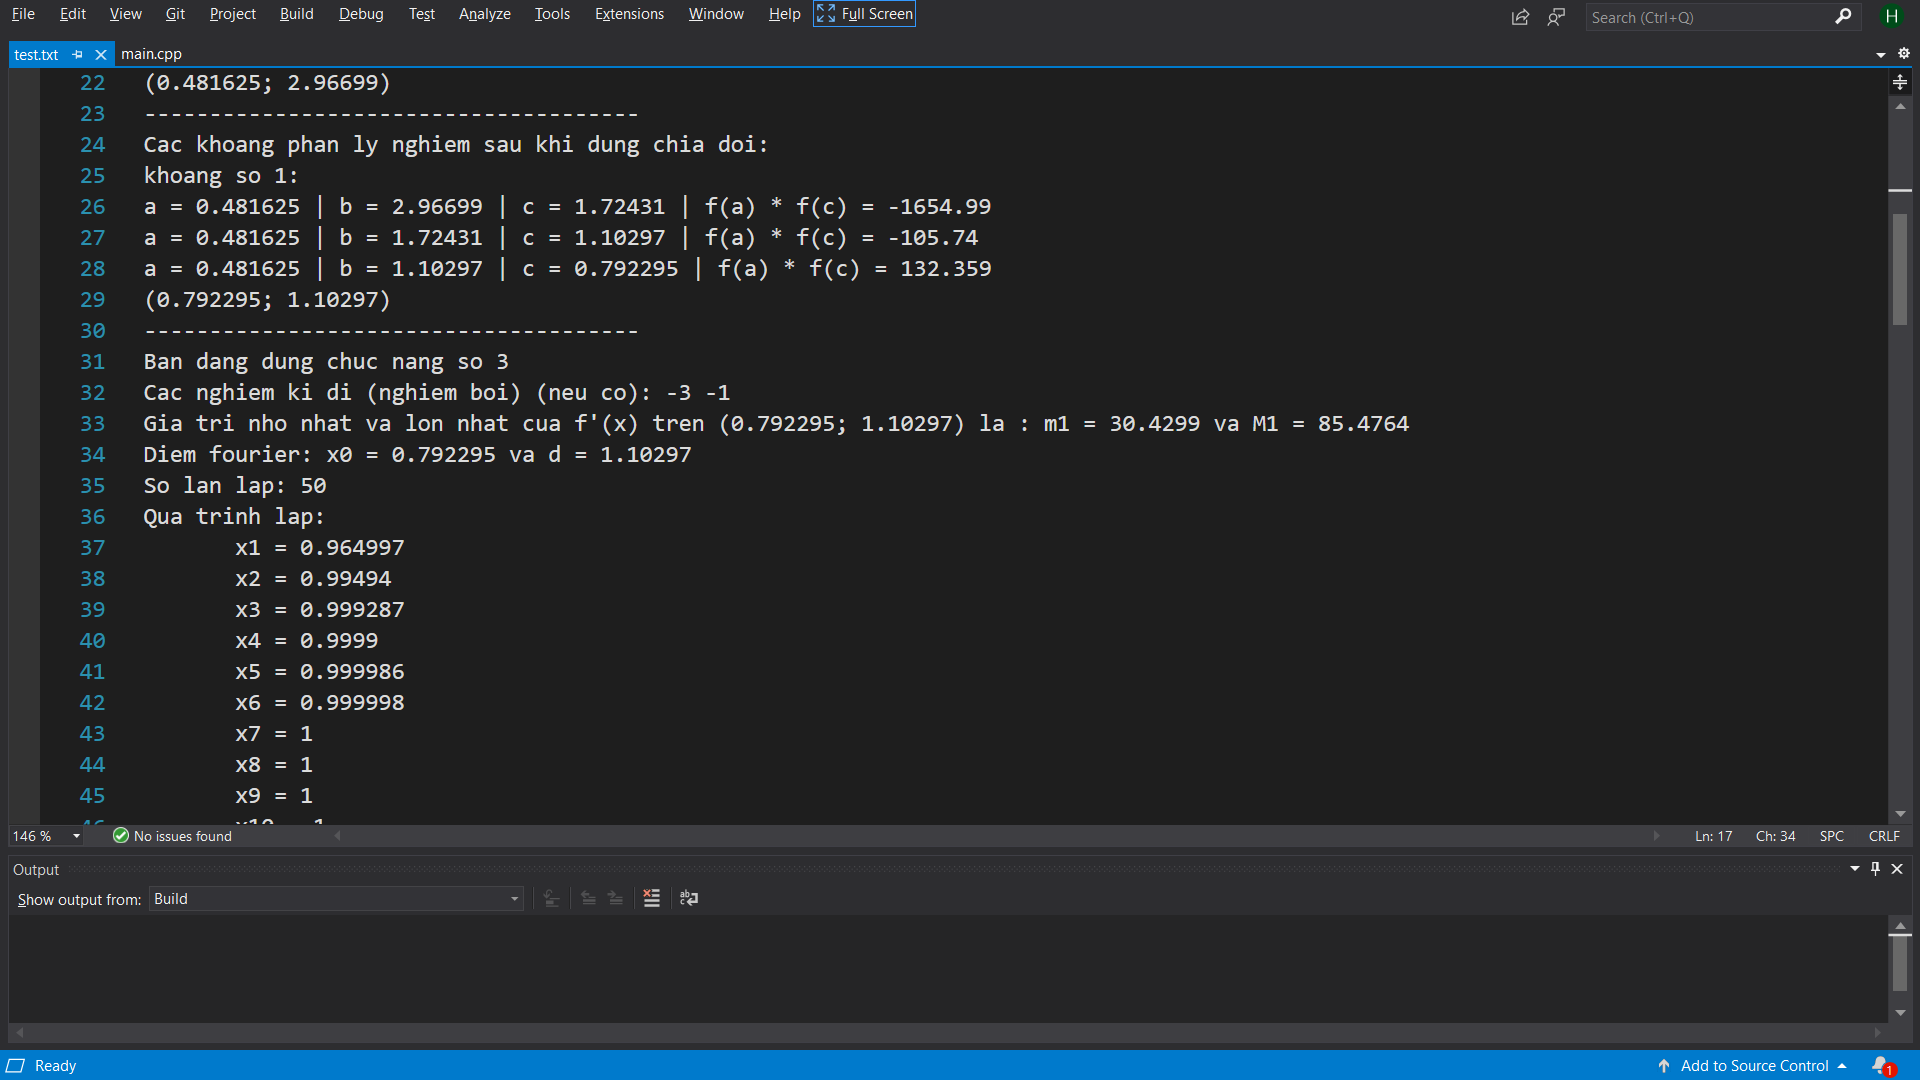 File Edit View Git Project Build Debug Test Analyze Tools Extensions Window Help Full Screen Search (Ctrl+Q) H
test.txt main.cpp
22 (0.481625; 2.96699)
23 --------------------------------------
24 Cac khoang phan ly nghiem sau khi dung chia doi:
25 khoang so 1:
26 a = 0.481625 | b = 2.96699 | c = 1.72431 | f(a) * f(c) = -1654.99
27 a = 0.481625 | b = 1.72431 | c = 1.10297 | f(a) * f(c) = -105.74
28 a = 0.481625 | b = 1.10297 | c = 0.792295 | f(a) * f(c) = 132.359
29 (0.792295; 1.10297)
30 --------------------------------------
31 Ban dang dung chuc nang so 3
32 Cac nghiem ki di (nghiem boi) (neu co): -3 -1
33 Gia tri nho nhat va lon nhat cua f'(x) tren (0.792295; 1.10297) la : m1 = 30.4299 va M1 = 85.4764
34 Diem fourier: x0 = 0.792295 va d = 1.10297
35 So lan lap: 50
36 Qua trinh lap:
37 x1 = 0.964997
38 x2 = 0.99494
39 x3 = 0.999287
40 x4 = 0.9999
41 x5 = 0.999986
42 x6 = 0.999998
43 x7 = 1
44 x8 = 1
45 x9 = 1
146 % No issues found Ln: 17 Ch: 34 SPC CRLF
Output
Show output from: Build
Ready Add to Source Control 1